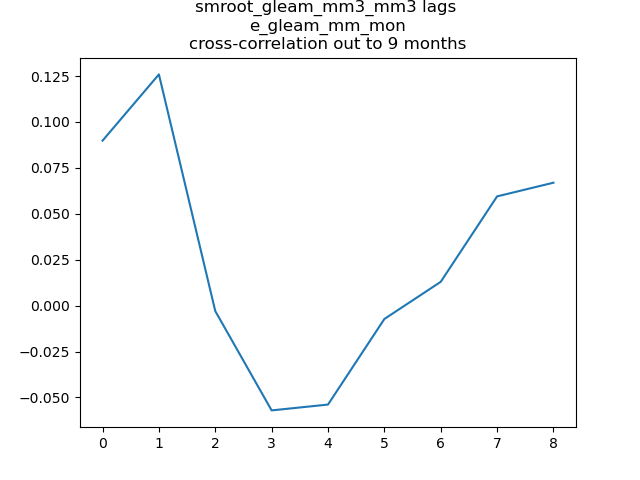 smroot_gleam_mm3_mm3 lags
e_gleam_mm_mon
cross-correlation out to 9 months
0.125
0.100
0.075
0.050
0.025
0.000
−0.025
−0.050
0 1 2 3 4 5 6 7 8